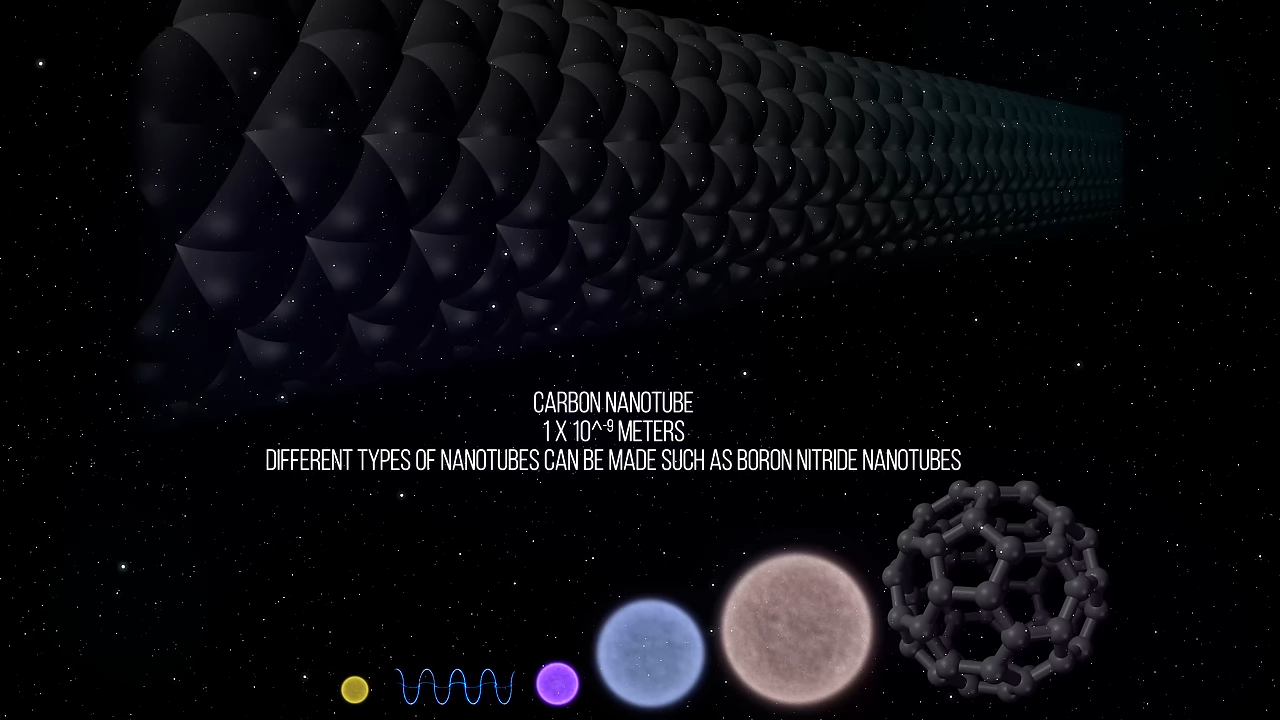 CARBON NANOTUBE
1 X 10^⁻⁹ METERS
DIFFERENT TYPES OF NANOTUBES CAN BE MADE SUCH AS BORON NITRIDE NANOTUBES